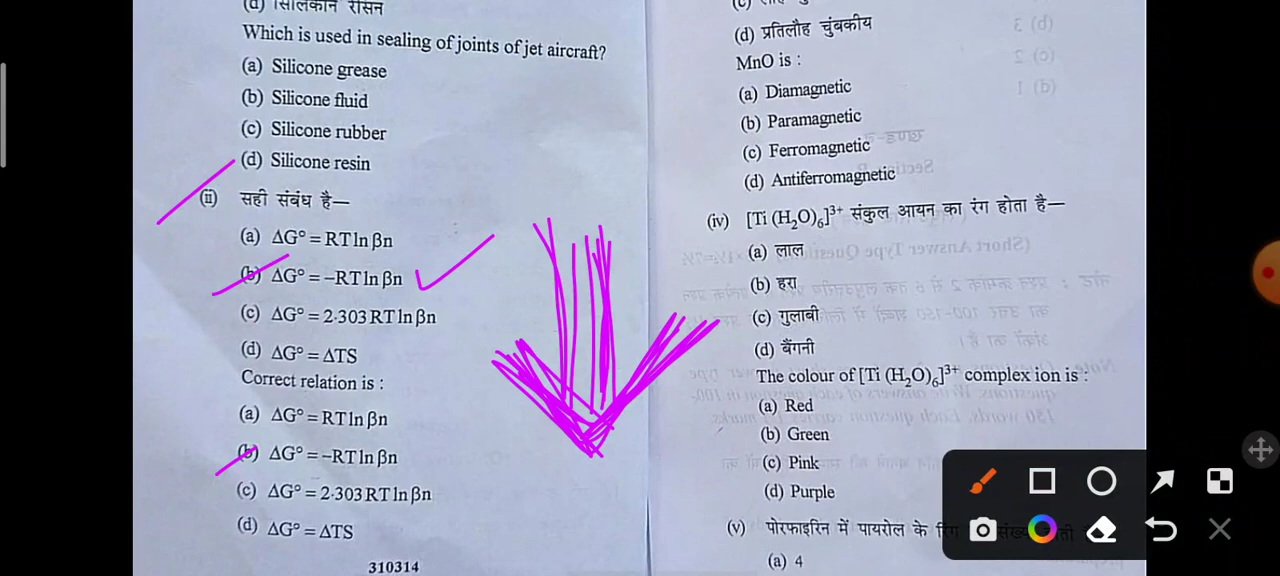 (d) सिलिकॉन रेसिन
Which is used in sealing of joints of jet aircraft?
(a) Silicone grease
(b) Silicone fluid
(c) Silicone rubber
(d) Silicone resin
(ii) सही संबंध है—
(a) ΔG° = RT ln βn
(b) ΔG° = –RT ln βn
(c) ΔG° = 2·303 RT ln βn
(d) ΔG° = ΔTS
Correct relation is :
(a) ΔG° = RT ln βn
(b) ΔG° = –RT ln βn
(c) ΔG° = 2·303 RT ln βn
(d) ΔG° = ΔTS
310314
(d) प्रतिलौह चुंबकीय
MnO is :
(a) Diamagnetic
(b) Paramagnetic
(c) Ferromagnetic
(d) Antiferromagnetic
(iv) [Ti (H₂O)₆]³⁺ संकुल आयन का रंग होता है—
(a) लाल
(b) हरा
(c) गुलाबी
(d) बैंगनी
The colour of [Ti (H₂O)₆]³⁺ complex ion is :
(a) Red
(b) Green
(c) Pink
(d) Purple
(v) पोरफाइरिन में पायरोल के रिंग
(a) 4